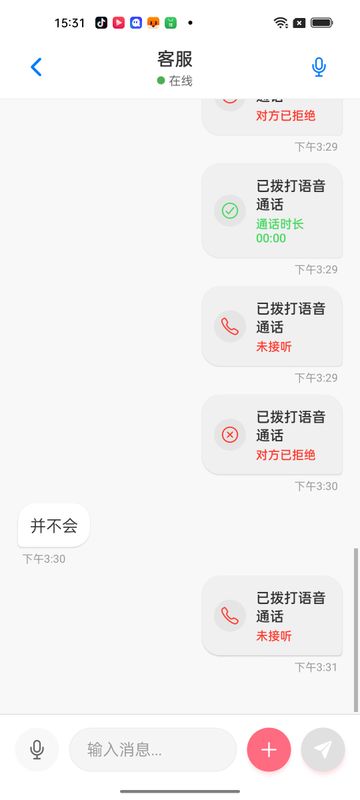 15:31
客服
在线
通话
对方已拒绝
下午3:29
已拨打语音
通话
通话时长
00:00
下午3:29
已拨打语音
通话
未接听
下午3:29
已拨打语音
通话
对方已拒绝
下午3:30
并不会
下午3:30
已拨打语音
通话
未接听
下午3:31
输入消息...